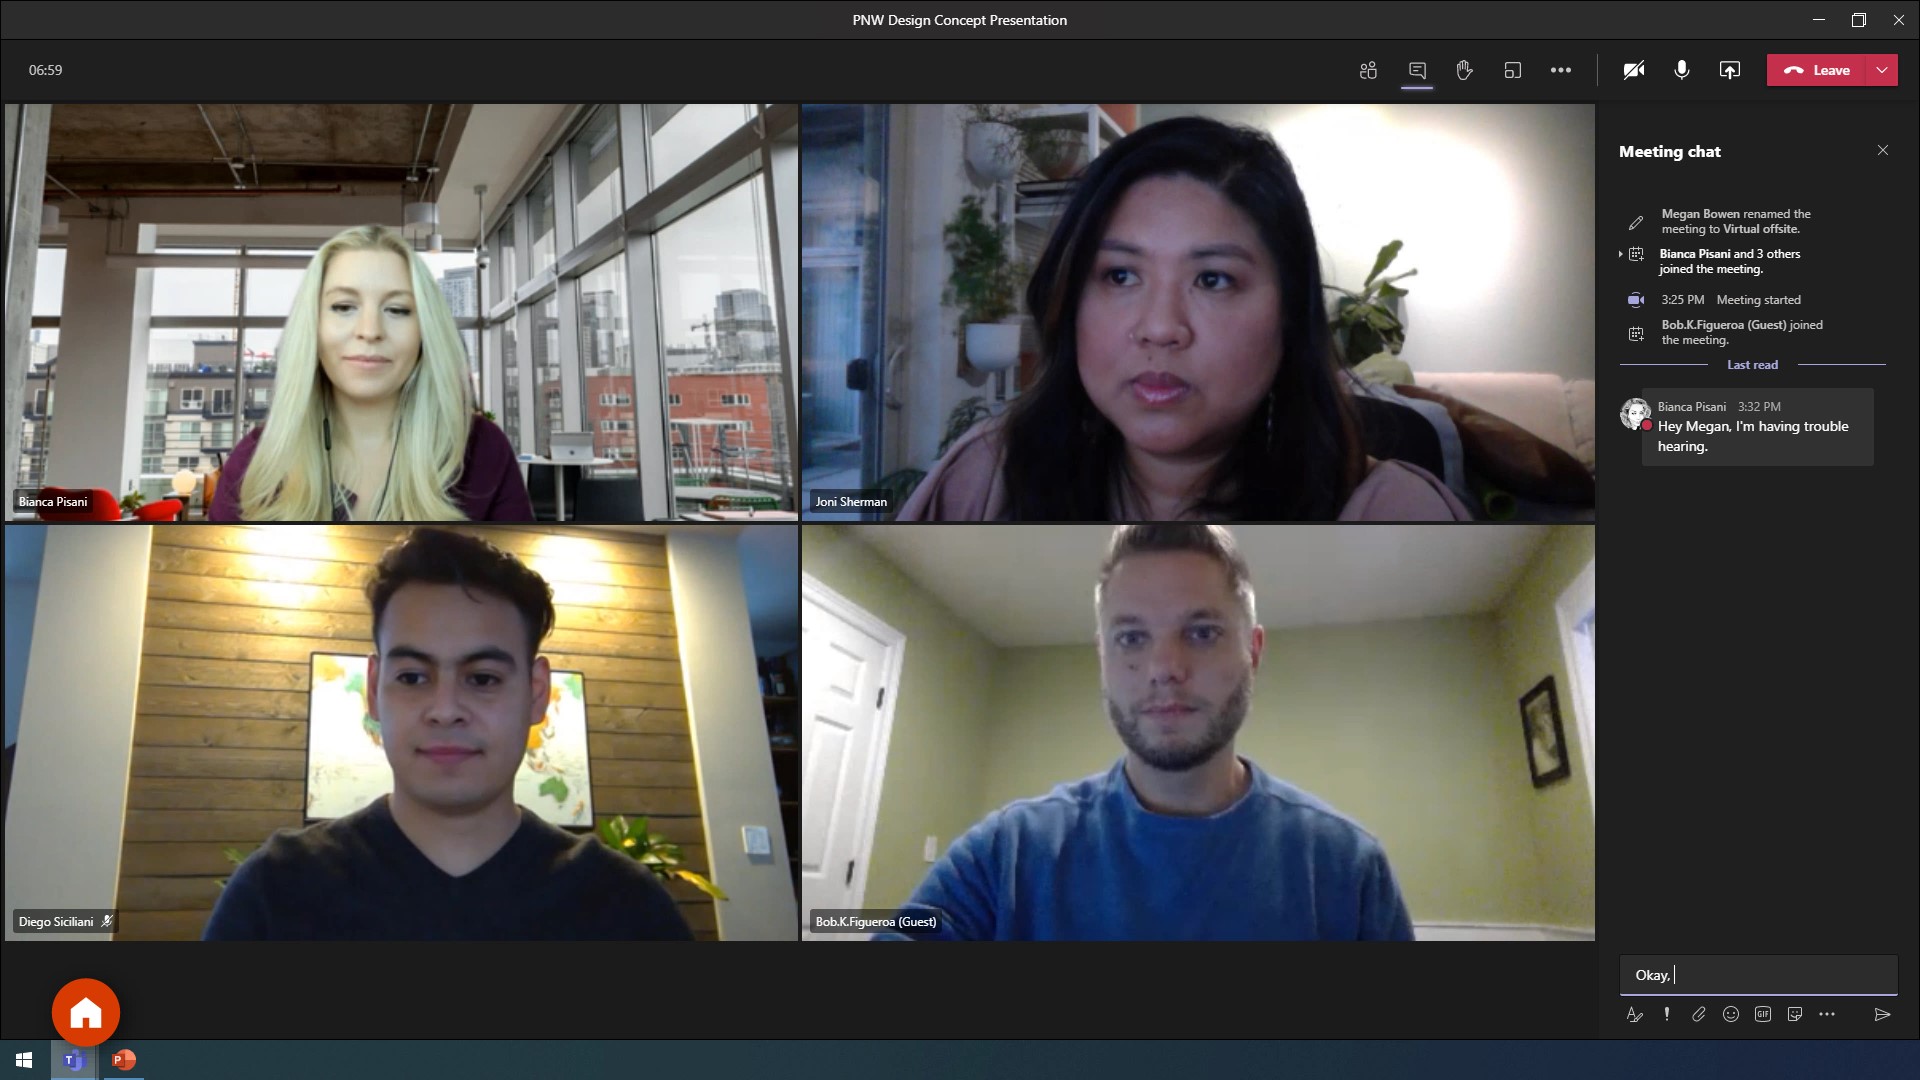 PNW Design Concept Presentation
06:59
Leave
Bianca Pisani
Joni Sherman
Diego Siciliani
Bob.K.Figueroa (Guest)
Meeting chat
Megan Bowen renamed the
meeting to Virtual offsite.
Bianca Pisani and 3 others
joined the meeting.
3:25 PM Meeting started
Bob.K.Figueroa (Guest) joined
the meeting.
Last read
Bianca Pisani 3:32 PM
Hey Megan, I'm having trouble
hearing.
Okay,
GIF
T
P